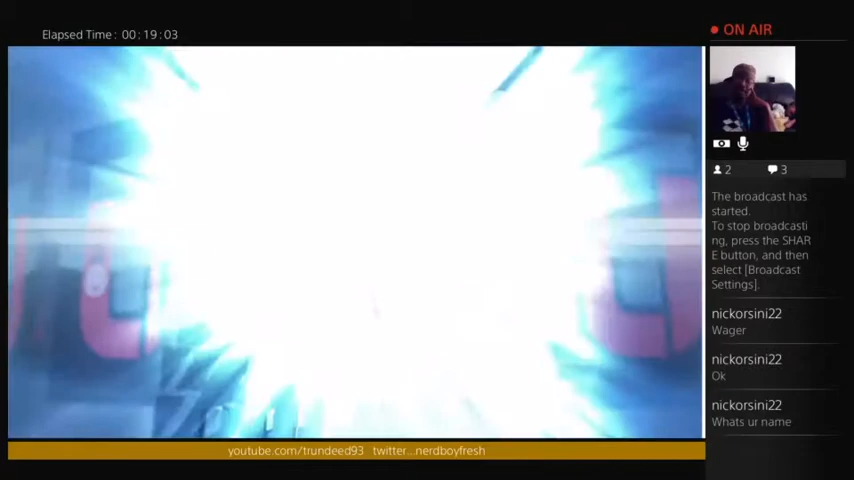 Elapsed Time : 00:19:03
ON AIR
2 3
The broadcast has
started.
To stop broadcasti
ng, press the SHAR
E button, and then
select [Broadcast
Settings].
nickorsini22
Wager
nickorsini22
Ok
nickorsini22
Whats ur name
youtube.com/trundeed93 twitter...nerdboyfresh